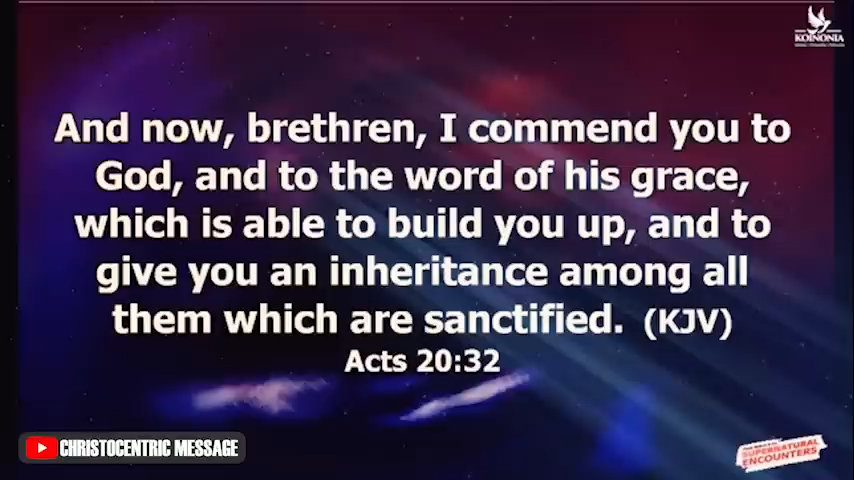 KOINONIA
And now, brethren, I commend you to
God, and to the word of his grace,
which is able to build you up, and to
give you an inheritance among all
them which are sanctified. (KJV)
Acts 20:32
CHRISTOCENTRIC MESSAGE
SUPERNATURAL
ENCOUNTERS